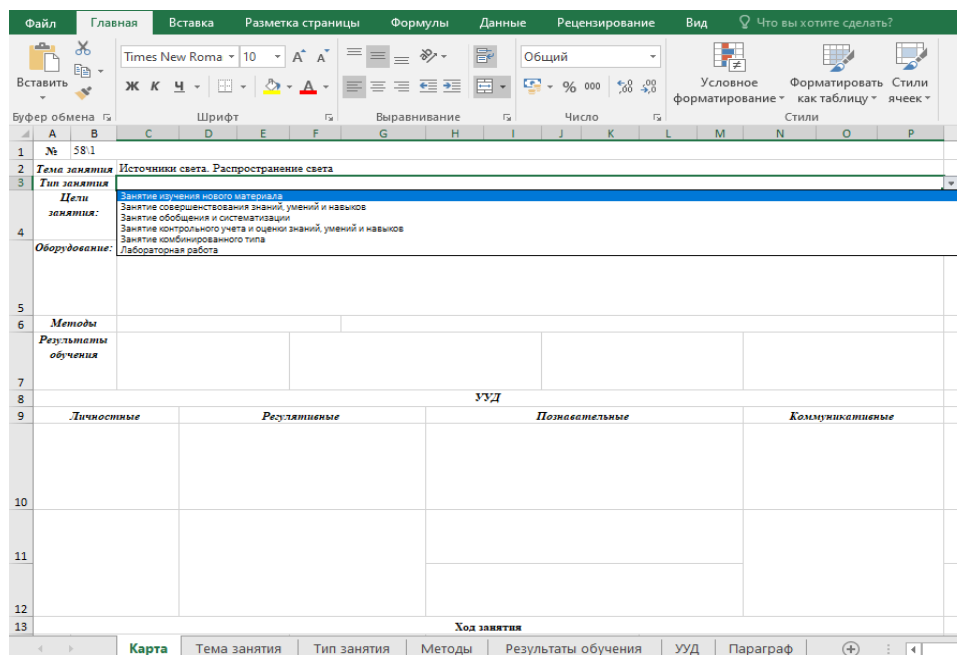 Файл Главная Вставка Разметка страницы Формулы Данные Рецензирование Вид Что вы хотите сделать?
Вставить
Times New Roma 10
Ж К Ч
Общий
% 000
Условное форматирование
Форматировать как таблицу
Стили ячеек
Буфер обмена Шрифт Выравнивание Число Стили
A B C D E F G H I J K L M N O P
1 № 58\1
2 Тема занятия Источники света. Распространение света
3 Тип занятия
Цели занятия:
Занятие изучения нового материала
Занятие совершенствования знаний, умений и навыков
Занятие обобщения и систематизации
Занятие контрольного учета и оценки знаний, умений и навыков
Занятие комбинированного типа
Лабораторная работа
4
Оборудование:
5
6 Методы
Результаты обучения
7
8 УУД
9 Личностные Регулятивные Познавательные Коммуникативные
10
11
12
13 Ход занятия
Карта Тема занятия Тип занятия Методы Результаты обучения УУД Параграф